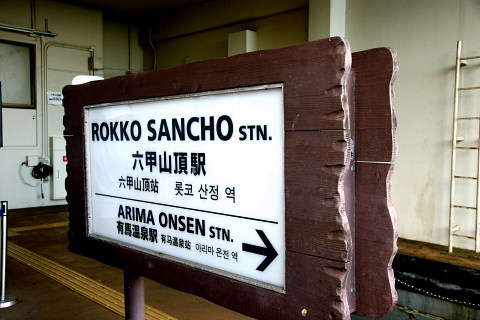 ROKKO SANCHO STN.
六甲山頂駅
六甲山顶站 롯코 산정 역
ARIMA ONSEN STN.
有馬温泉駅 有马温泉站 아리마 온천 역